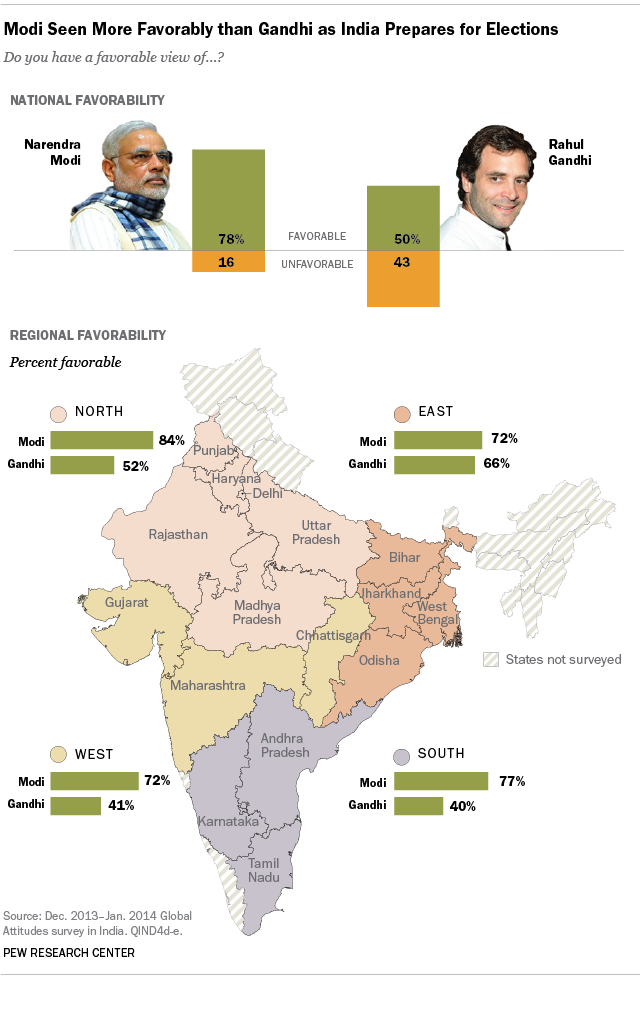 Modi Seen More Favorably than Gandhi as India Prepares for Elections
Do you have a favorable view of...?
NATIONAL FAVORABILITY
Narendra
Modi
Rahul
Gandhi
78%
FAVORABLE
50%
16
UNFAVORABLE
43
REGIONAL FAVORABILITY
Percent favorable
NORTH
Modi 84%
Gandhi 52%
EAST
Modi 72%
Gandhi 66%
Punjab
Haryana
Delhi
Rajasthan
Uttar
Pradesh
Bihar
Gujarat
Madhya
Pradesh
Jharkhand
West
Bengal
Chhattisgarh
Odisha
Maharashtra
States not surveyed
Andhra
Pradesh
WEST
Modi 72%
Gandhi 41%
SOUTH
Modi 77%
Gandhi 40%
Karnataka
Tamil
Nadu
Source: Dec. 2013–Jan. 2014 Global
Attitudes survey in India. QIND4d-e.
PEW RESEARCH CENTER